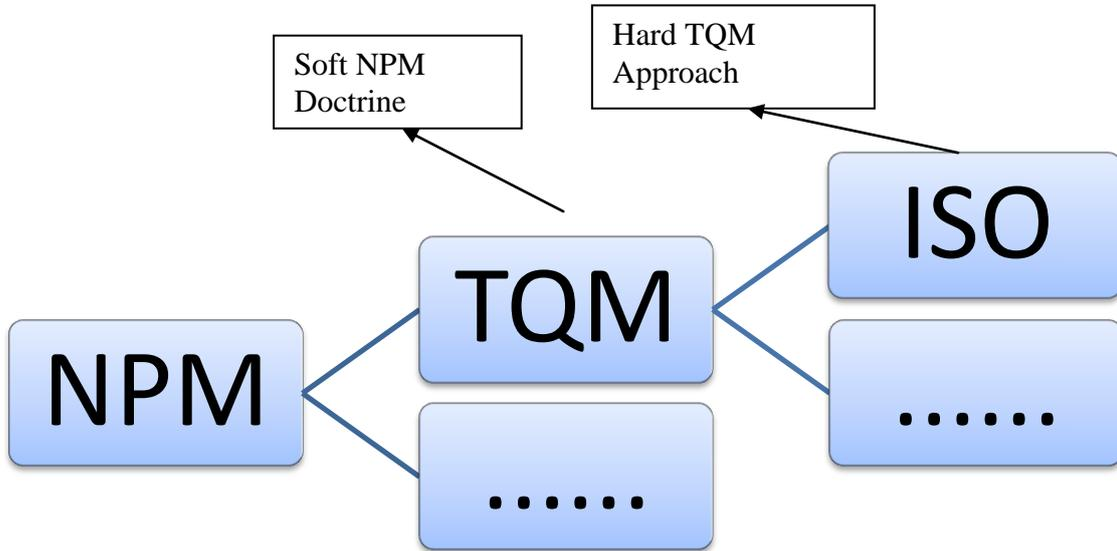 Soft NPM
Doctrine
Hard TQM
Approach
ISO
TQM
NPM
......
......